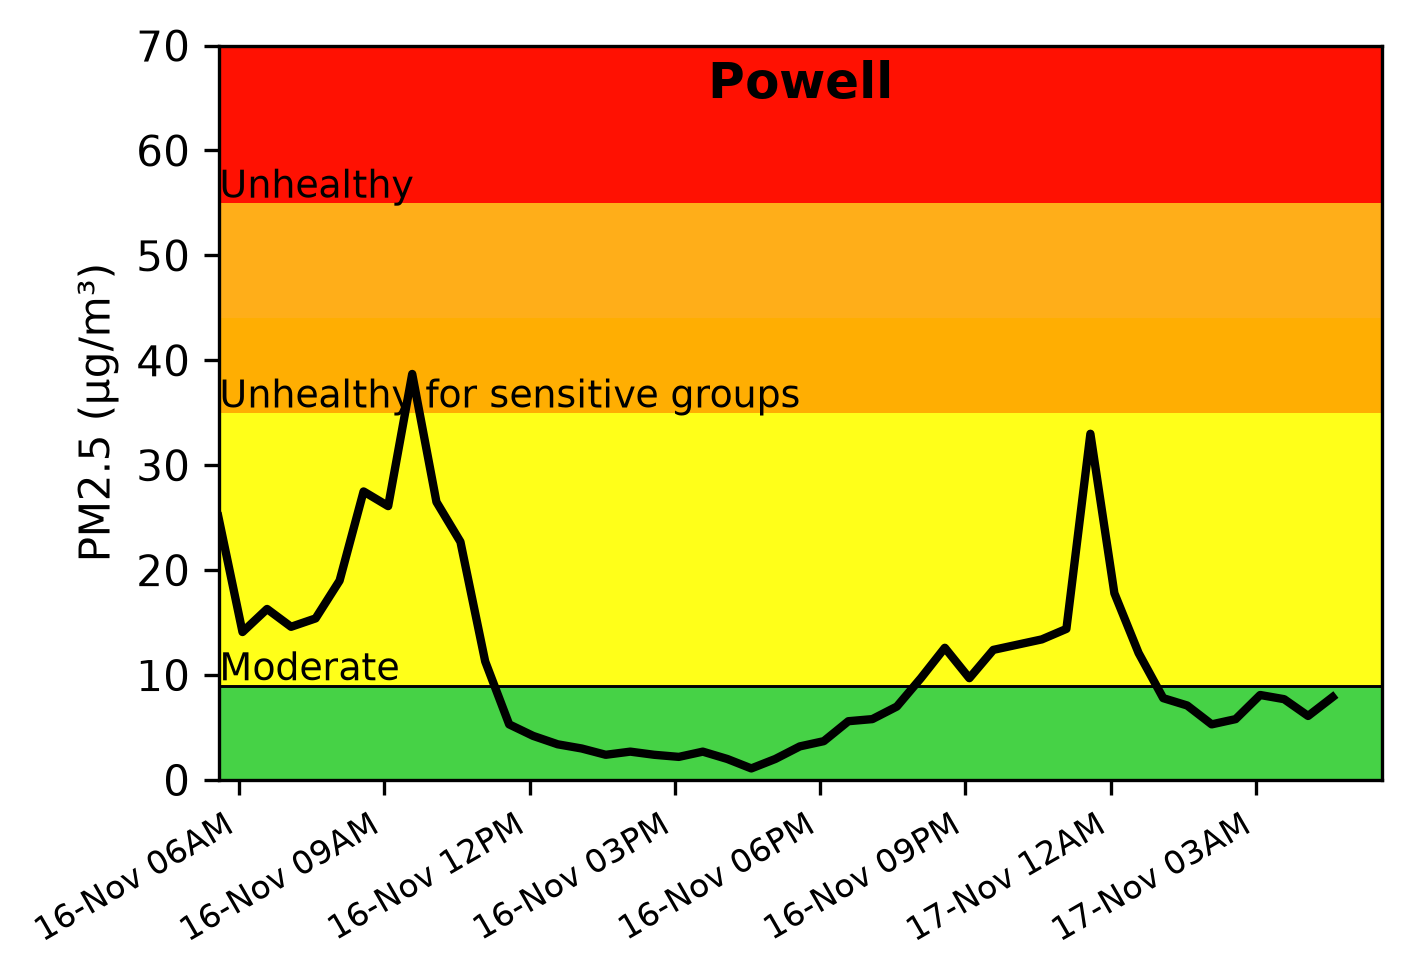 Powell
70
60
50
40
30
20
10
0
PM2.5 (µg/m³)
Unhealthy
Unhealthy for sensitive groups
Moderate
16-Nov 06AM
16-Nov 09AM
16-Nov 12PM
16-Nov 03PM
16-Nov 06PM
16-Nov 09PM
17-Nov 12AM
17-Nov 03AM